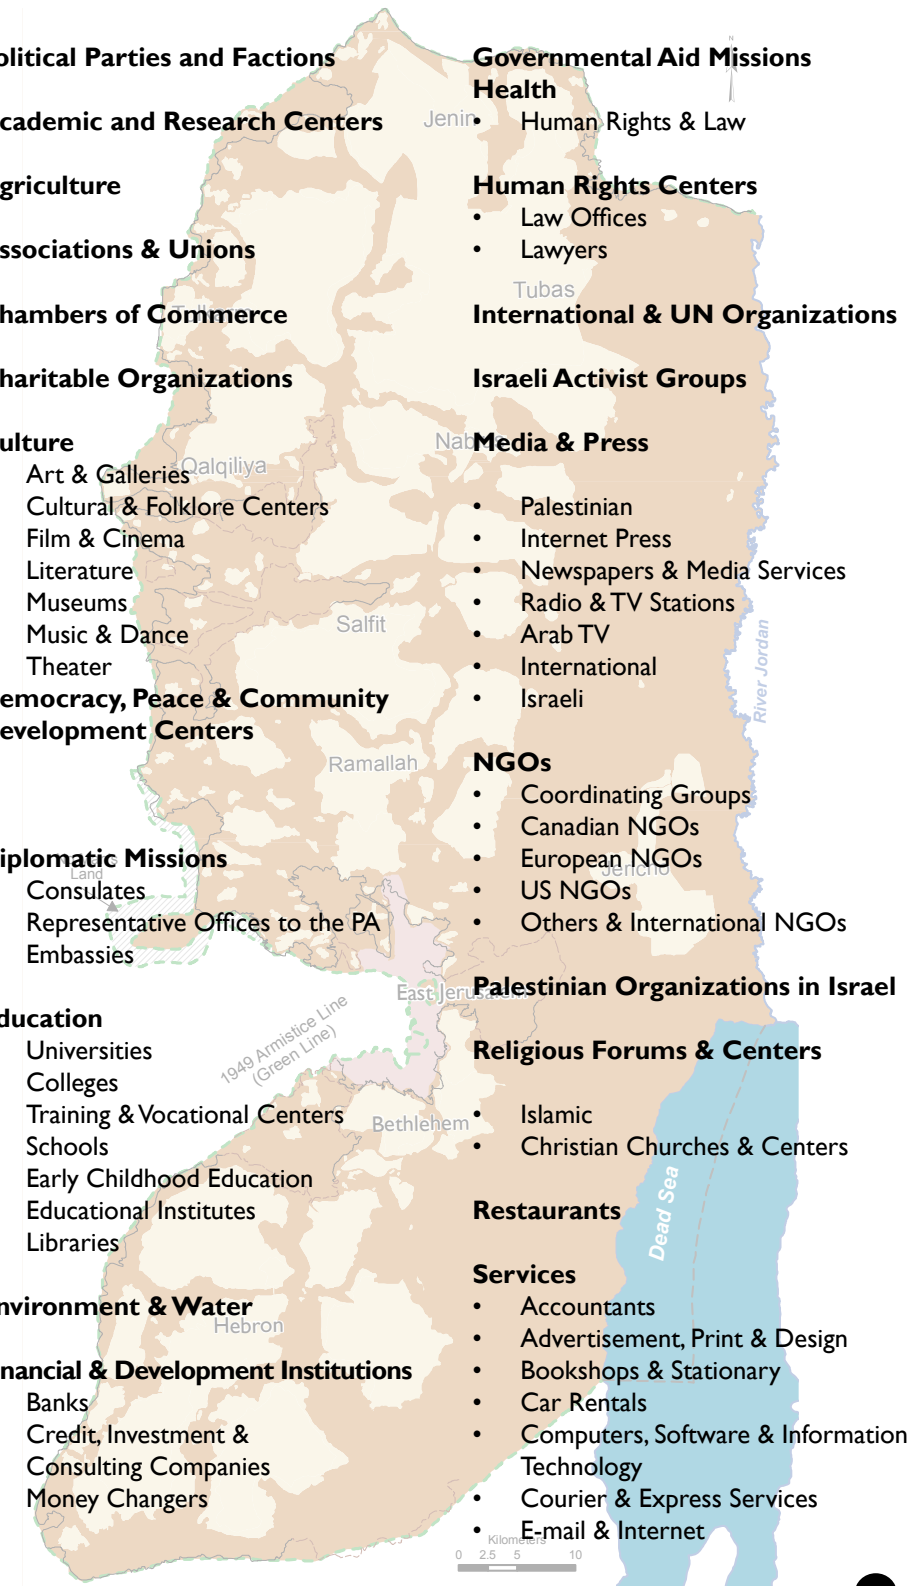 olitical Parties and Factions
cademic and Research Centers
griculture
ssociations & Unions
hambers of Commerce
haritable Organizations
ulture
Art & Galleries
Cultural & Folklore Centers
Film & Cinema
Literature
Museums
Music & Dance
Theater
emocracy, Peace & Community
evelopment Centers
iplomatic Missions
Consulates
Representative Offices to the PA
Embassies
ducation
Universities
Colleges
Training & Vocational Centers
Schools
Early Childhood Education
Educational Institutes
Libraries
nvironment & Water
nancial & Development Institutions
Banks
Credit, Investment &
Consulting Companies
Money Changers
Governmental Aid Missions
Health
• Human Rights & Law
Human Rights Centers
• Law Offices
• Lawyers
International & UN Organizations
Israeli Activist Groups
Media & Press
• Palestinian
• Internet Press
• Newspapers & Media Services
• Radio & TV Stations
• Arab TV
• International
• Israeli
NGOs
• Coordinating Groups
• Canadian NGOs
• European NGOs
• US NGOs
• Others & International NGOs
Palestinian Organizations in Israel
Religious Forums & Centers
• Islamic
• Christian Churches & Centers
Restaurants
Services
• Accountants
• Advertisement, Print & Design
• Bookshops & Stationary
• Car Rentals
• Computers, Software & Information
Technology
• Courier & Express Services
• E-mail & Internet
N
Jenin
Tubas
Qalqiliya
Salfit
Ramallah
Jericho
Land
East Jerusalem
1949 Armistice Line
(Green Line)
Bethlehem
Hebron
River Jordan
Dead Sea
Kilometers
0 2.5 5 10